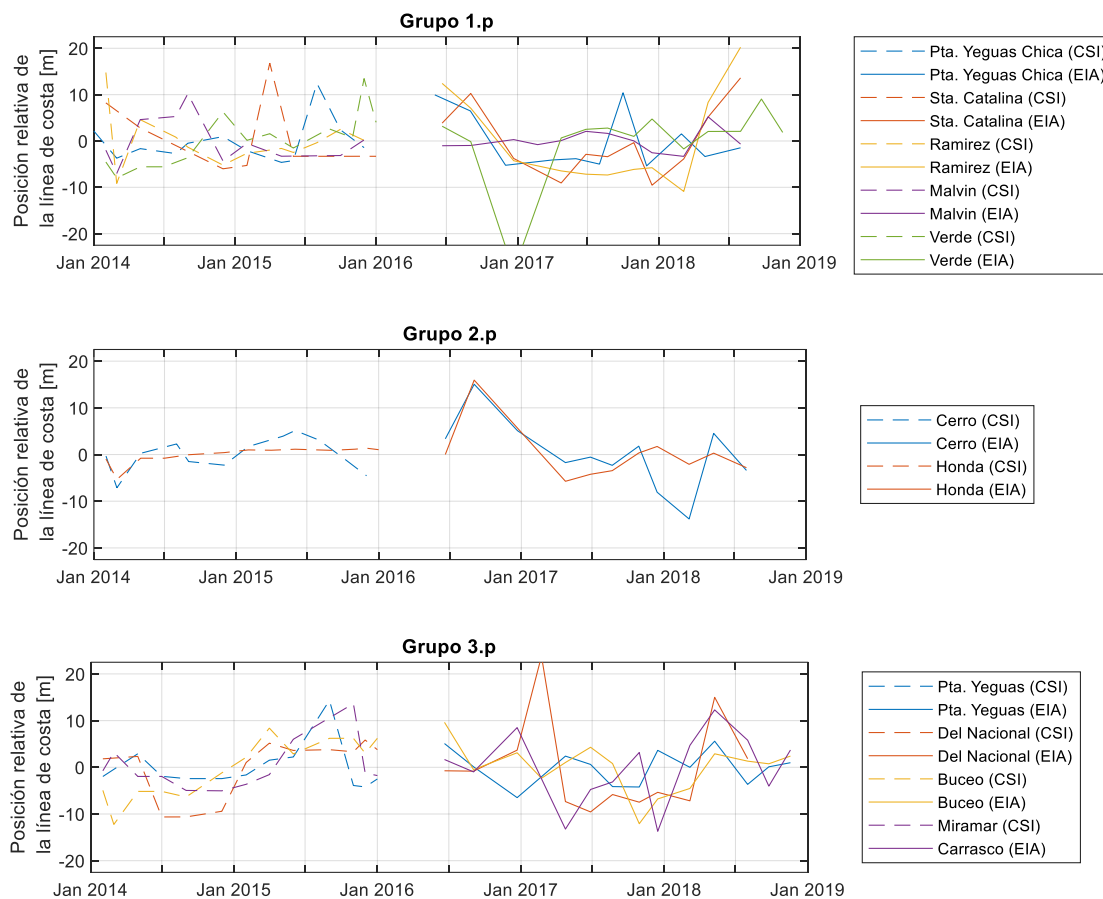 Grupo 1.p
Posición relativa de
la línea de costa [m]
20
10
0
-10
-20
Jan 2014
Jan 2015
Jan 2016
Jan 2017
Jan 2018
Jan 2019
Pta. Yeguas Chica (CSI)
Pta. Yeguas Chica (EIA)
Sta. Catalina (CSI)
Sta. Catalina (EIA)
Ramirez (CSI)
Ramirez (EIA)
Malvin (CSI)
Malvin (EIA)
Verde (CSI)
Verde (EIA)
Grupo 2.p
Posición relativa de
la línea de costa [m]
20
10
0
-10
-20
Jan 2014
Jan 2015
Jan 2016
Jan 2017
Jan 2018
Jan 2019
Cerro (CSI)
Cerro (EIA)
Honda (CSI)
Honda (EIA)
Grupo 3.p
Posición relativa de
la línea de costa [m]
20
10
0
-10
-20
Jan 2014
Jan 2015
Jan 2016
Jan 2017
Jan 2018
Jan 2019
Pta. Yeguas (CSI)
Pta. Yeguas (EIA)
Del Nacional (CSI)
Del Nacional (EIA)
Buceo (CSI)
Buceo (EIA)
Miramar (CSI)
Carrasco (EIA)